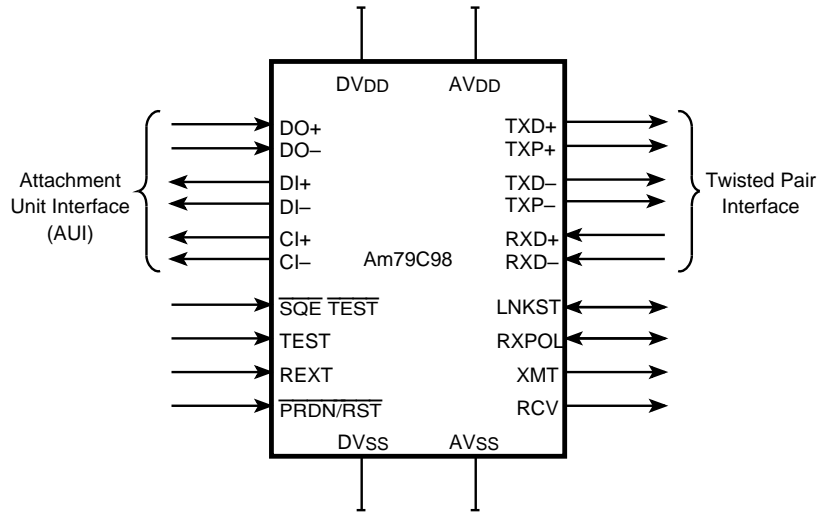 DVDD AVDD
DO+
DO–
DI+
DI–
CI+
CI–
Attachment
Unit Interface
(AUI)
SQE TEST
TEST
REXT
PRDN/RST
Am79C98
TXD+
TXP+
TXD–
TXP–
RXD+
RXD–
Twisted Pair
Interface
LNKST
RXPOL
XMT
RCV
DVSS AVSS